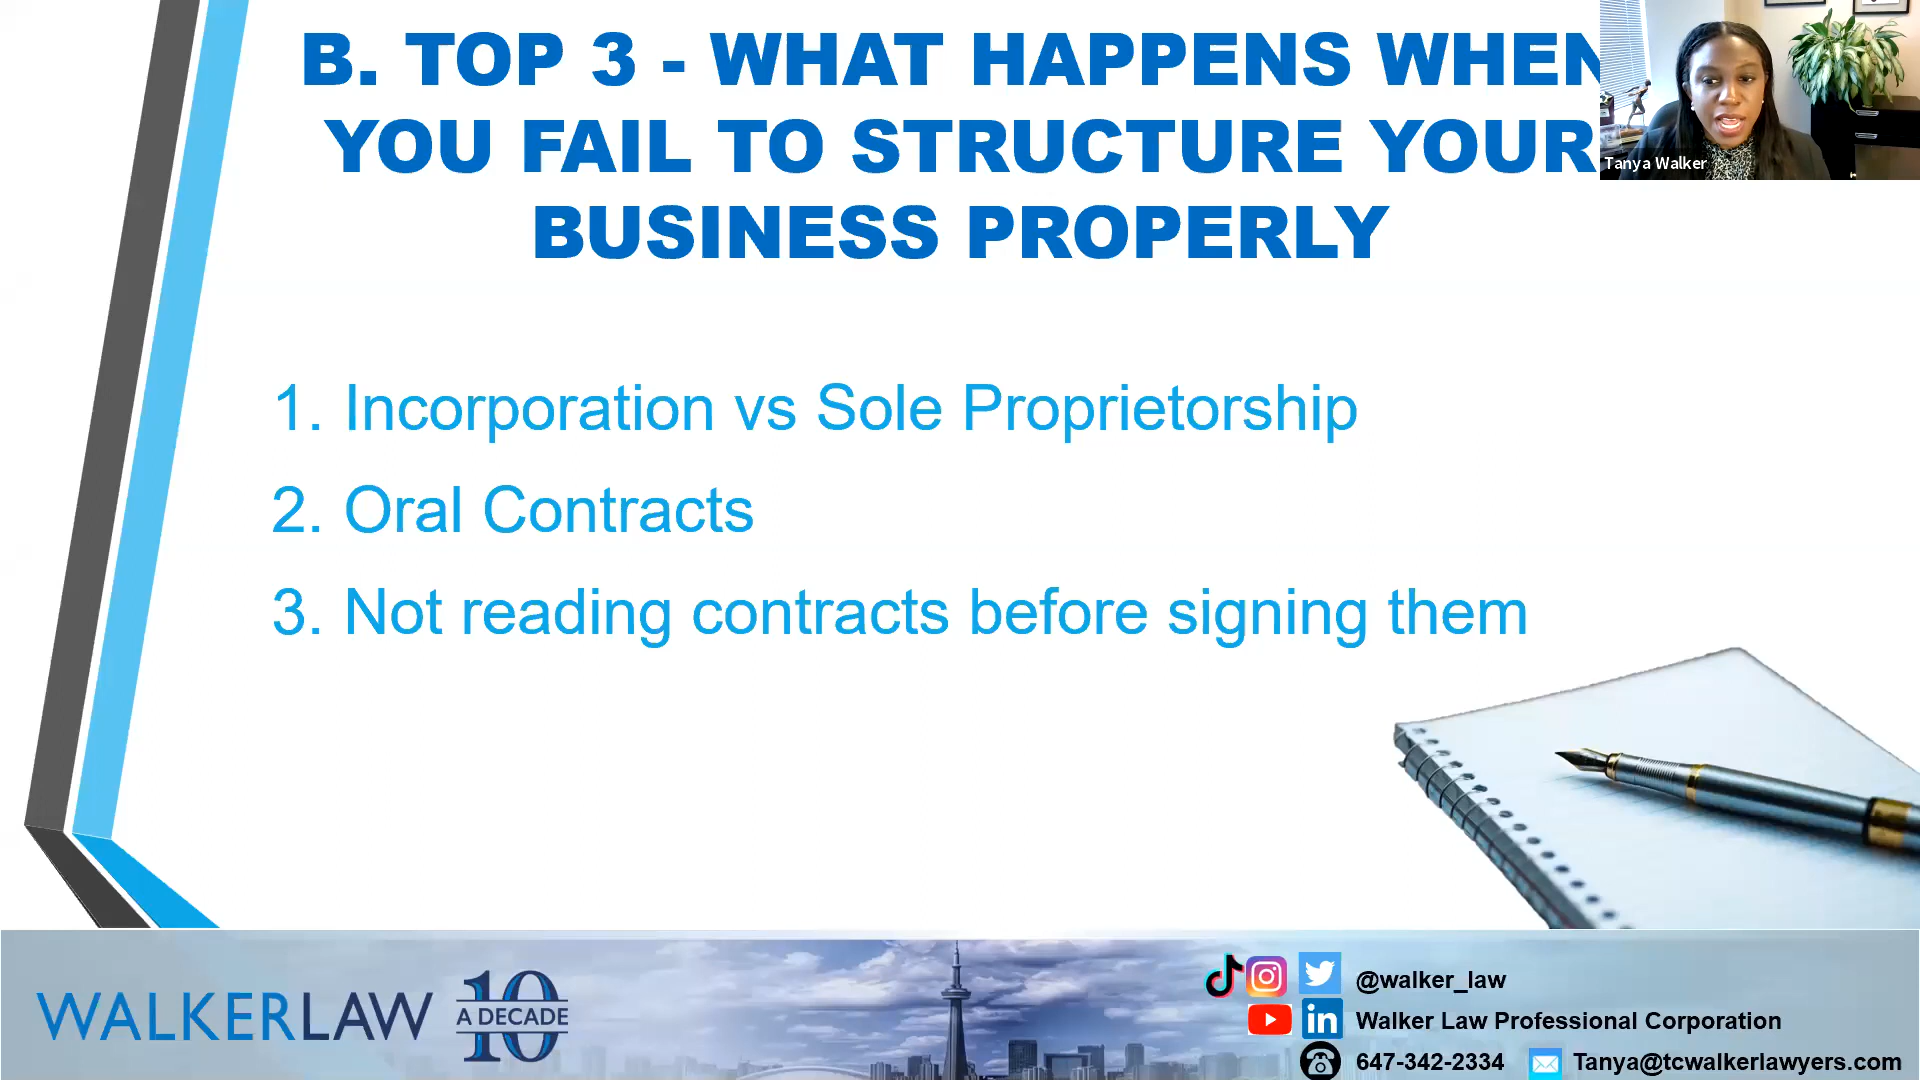 B. TOP 3 - WHAT HAPPENS WHEN
YOU FAIL TO STRUCTURE YOUR
BUSINESS PROPERLY
Tanya Walker
1. Incorporation vs Sole Proprietorship
2. Oral Contracts
3. Not reading contracts before signing them
WALKERLAW
10
A DECADE
@walker_law
in
Walker Law Professional Corporation
647-342-2334
Tanya@tcwalkerlawyers.com